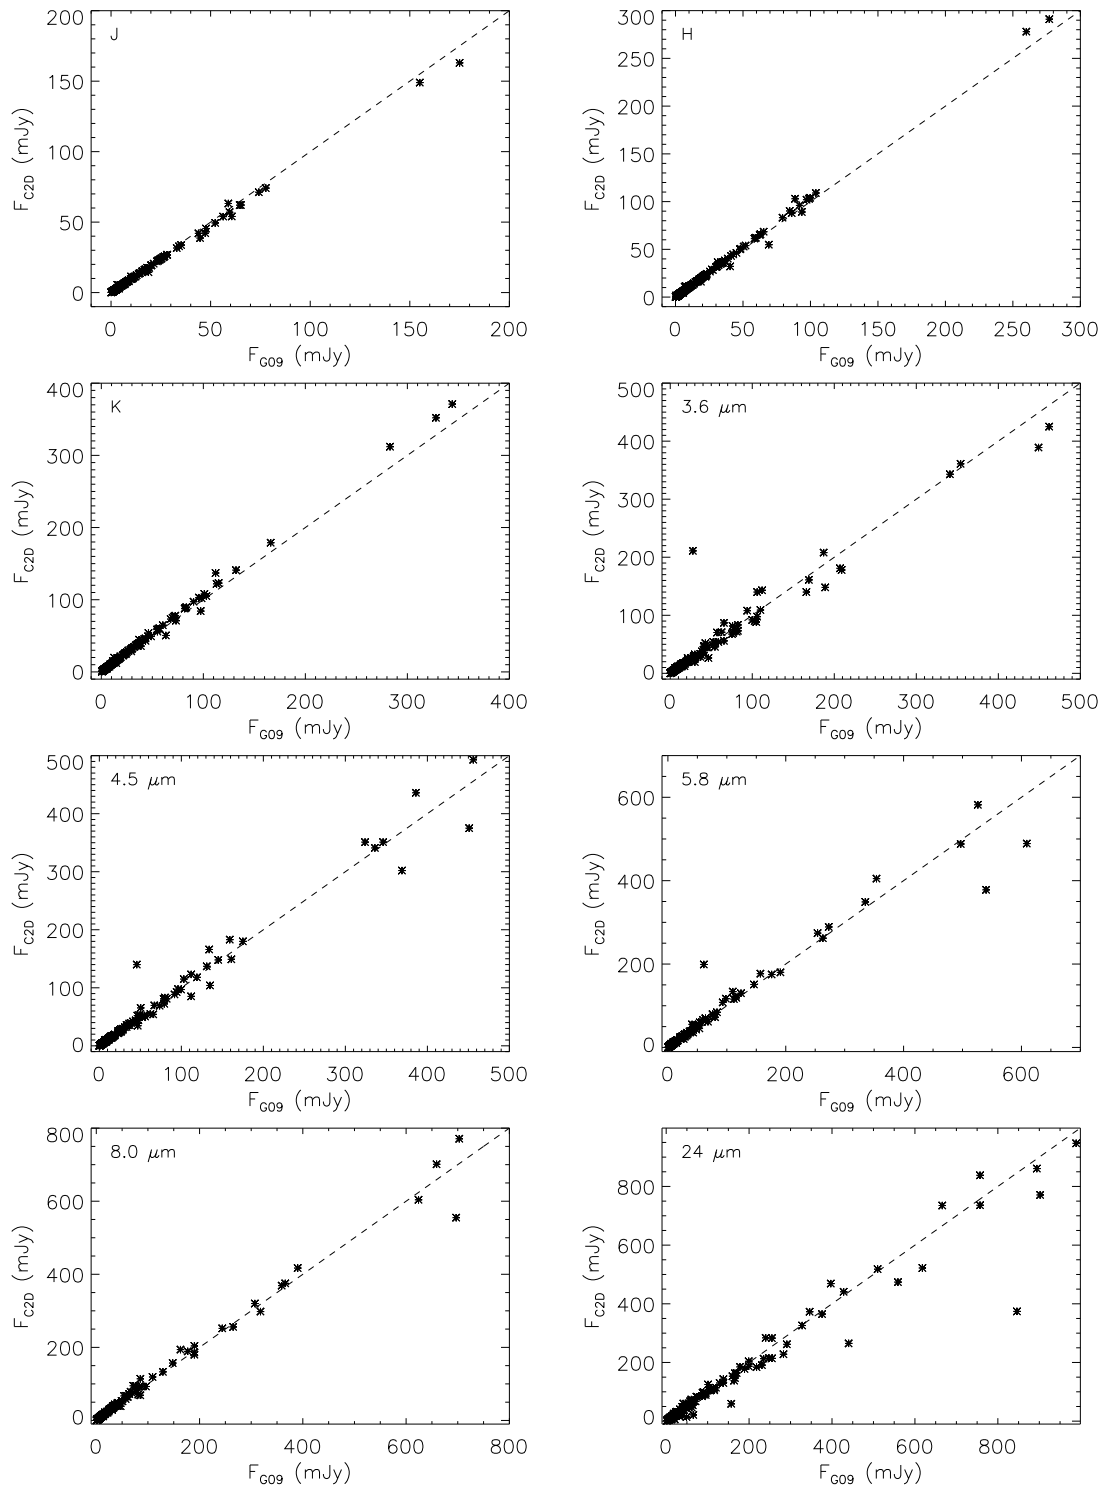 J
200
150
100
50
0
F_C2D (mJy)
0 50 100 150 200
F_G09 (mJy)
H
300
250
200
150
100
50
0
F_C2D (mJy)
0 50 100 150 200 250 300
F_G09 (mJy)
K
400
300
200
100
0
F_C2D (mJy)
0 100 200 300 400
F_G09 (mJy)
3.6 μm
500
400
300
200
100
0
F_C2D (mJy)
0 100 200 300 400 500
F_G09 (mJy)
4.5 μm
500
400
300
200
100
0
F_C2D (mJy)
0 100 200 300 400 500
F_G09 (mJy)
5.8 μm
600
400
200
0
F_C2D (mJy)
0 200 400 600
F_G09 (mJy)
8.0 μm
800
600
400
200
0
F_C2D (mJy)
0 200 400 600 800
F_G09 (mJy)
24 μm
800
600
400
200
0
F_C2D (mJy)
0 200 400 600 800
F_G09 (mJy)